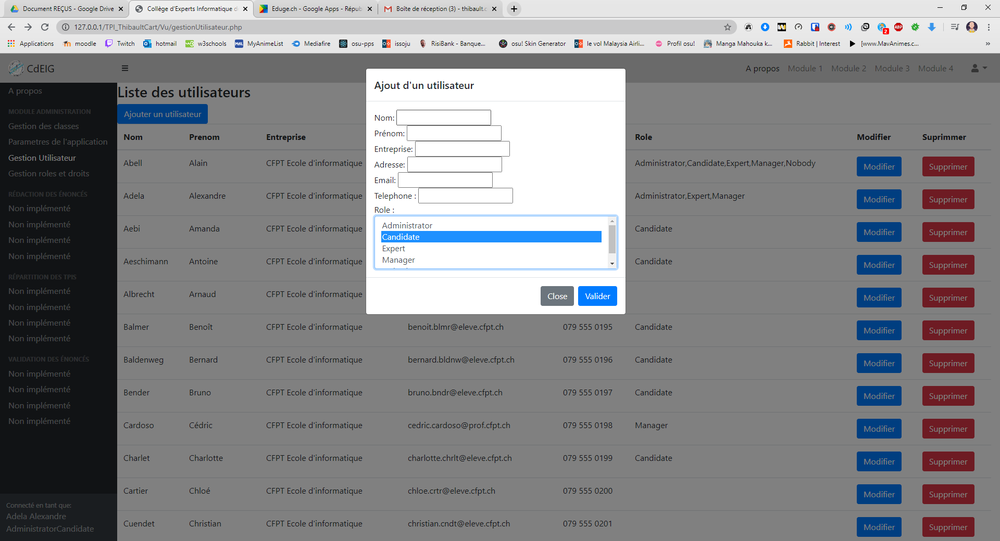 Document REÇUS - Google Drive
Collège d'Experts Informatique d
Eduge.ch - Google Apps - Répub
Boîte de réception (3) - thibault.c
127.0.0.1/TPI_ThibaultCart/Vu/gestionUtilisateur.php
ABP
2
Applications
moodle
Twitch
hotmail
w3schools
MAL
MyAnimeList
Mediafire
osu-pps
issoju
RisiBank - Banque...
osu! Skin Generator
le vol Malaysia Airli...
Profil osu!
Manga Mahouka k...
Rabbit | Interest
[www.MavAnimes.c...
»
CdEIG
A propos
Module 1
Module 2
Module 3
Module 4
A propos
MODULE ADMINISTRATION
Gestion des classes
Parametres de l'application
Gestion Utilisateur
Gestion roles et droits
RÉDACTION DES ÉNONCÉS
Non implémenté
Non implémenté
Non implémenté
Non implémenté
RÉPARTITION DES TPIS
Non implémenté
Non implémenté
Non implémenté
Non implémenté
VALIDATION DES ÉNONCÉS
Non implémenté
Non implémenté
Non implémenté
Non implémenté
Connecté en tant que:
Adela Alexandre
AdministratorCandidate
Liste des utilisateurs
Ajouter un utilisateur
Nom Prenom Entreprise Role Modifier Suprimmer
Abell Alain CFPT Ecole d'informatique Administrator,Candidate,Expert,Manager,Nobody Modifier Supprimer
Adela Alexandre CFPT Ecole d'informatique Administrator,Expert,Manager Modifier Supprimer
Aebi Amanda CFPT Ecole d'informatique Candidate Modifier Supprimer
Aeschimann Antoine CFPT Ecole d'informatique Candidate Modifier Supprimer
Albrecht Arnaud CFPT Ecole d'informatique Modifier Supprimer
Balmer Benoît CFPT Ecole d'informatique benoit.blmr@eleve.cfpt.ch 079 555 0195 Candidate Modifier Supprimer
Baldenweg Bernard CFPT Ecole d'informatique bernard.bldnw@eleve.cfpt.ch 079 555 0196 Candidate Modifier Supprimer
Bender Bruno CFPT Ecole d'informatique bruno.bndr@eleve.cfpt.ch 079 555 0197 Candidate Modifier Supprimer
Cardoso Cédric CFPT Ecole d'informatique cedric.cardoso@prof.cfpt.ch 079 555 0198 Manager Modifier Supprimer
Charlet Charlotte CFPT Ecole d'informatique charlotte.chrlt@eleve.cfpt.ch 079 555 0199 Candidate Modifier Supprimer
Cartier Chloé CFPT Ecole d'informatique chloe.crtr@eleve.cfpt.ch 079 555 0200 Modifier Supprimer
Cuendet Christian CFPT Ecole d'informatique christian.cndt@eleve.cfpt.ch 079 555 0201 Modifier Supprimer
Ajout d'un utilisateur
Nom:
Prénom:
Entreprise:
Adresse:
Email:
Telephone :
Role :
Administrator
Candidate
Expert
Manager
Close
Valider